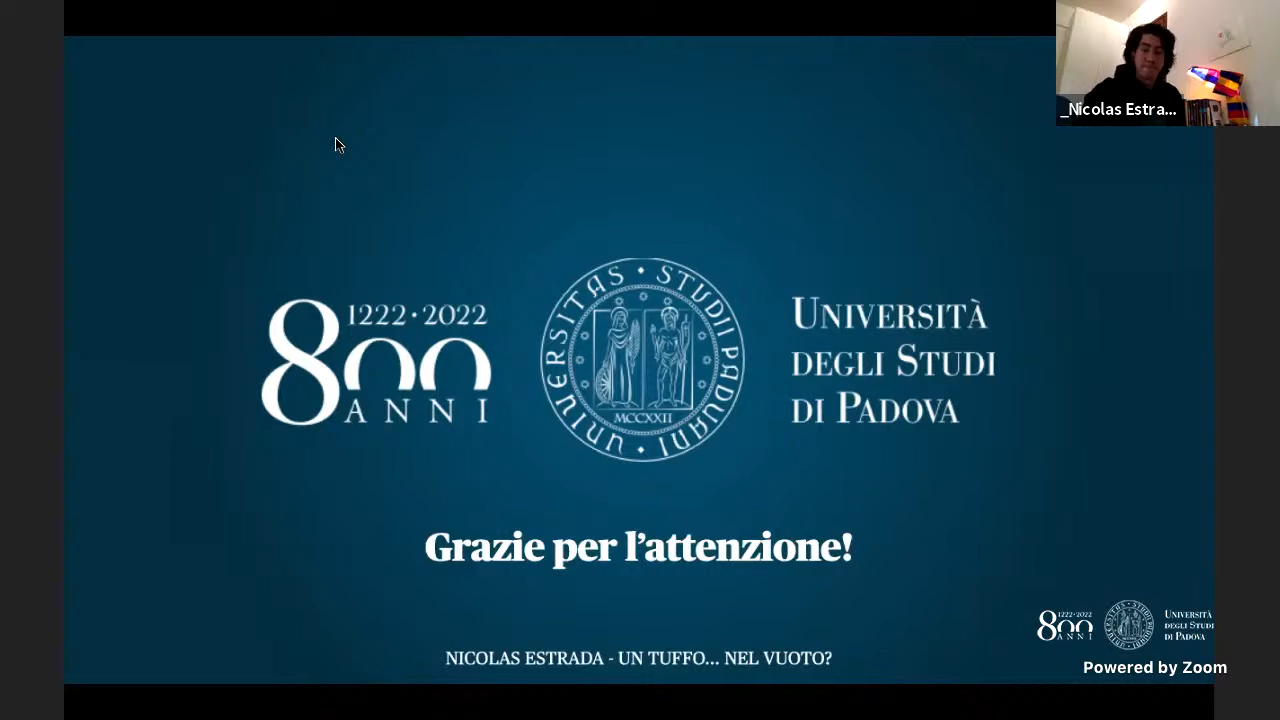 _Nicolas Estra...
1222·2022
800
ANNI
UNIVERSITAS · STUDII PADUANI ·
MCCXXII
UNIVERSITÀ
DEGLI STUDI
DI PADOVA
Grazie per l'attenzione!
1222·2022
800
ANNI
UNIVERSITÀ
DEGLI STUDI
DI PADOVA
NICOLAS ESTRADA - UN TUFFO... NEL VUOTO?
Powered by Zoom